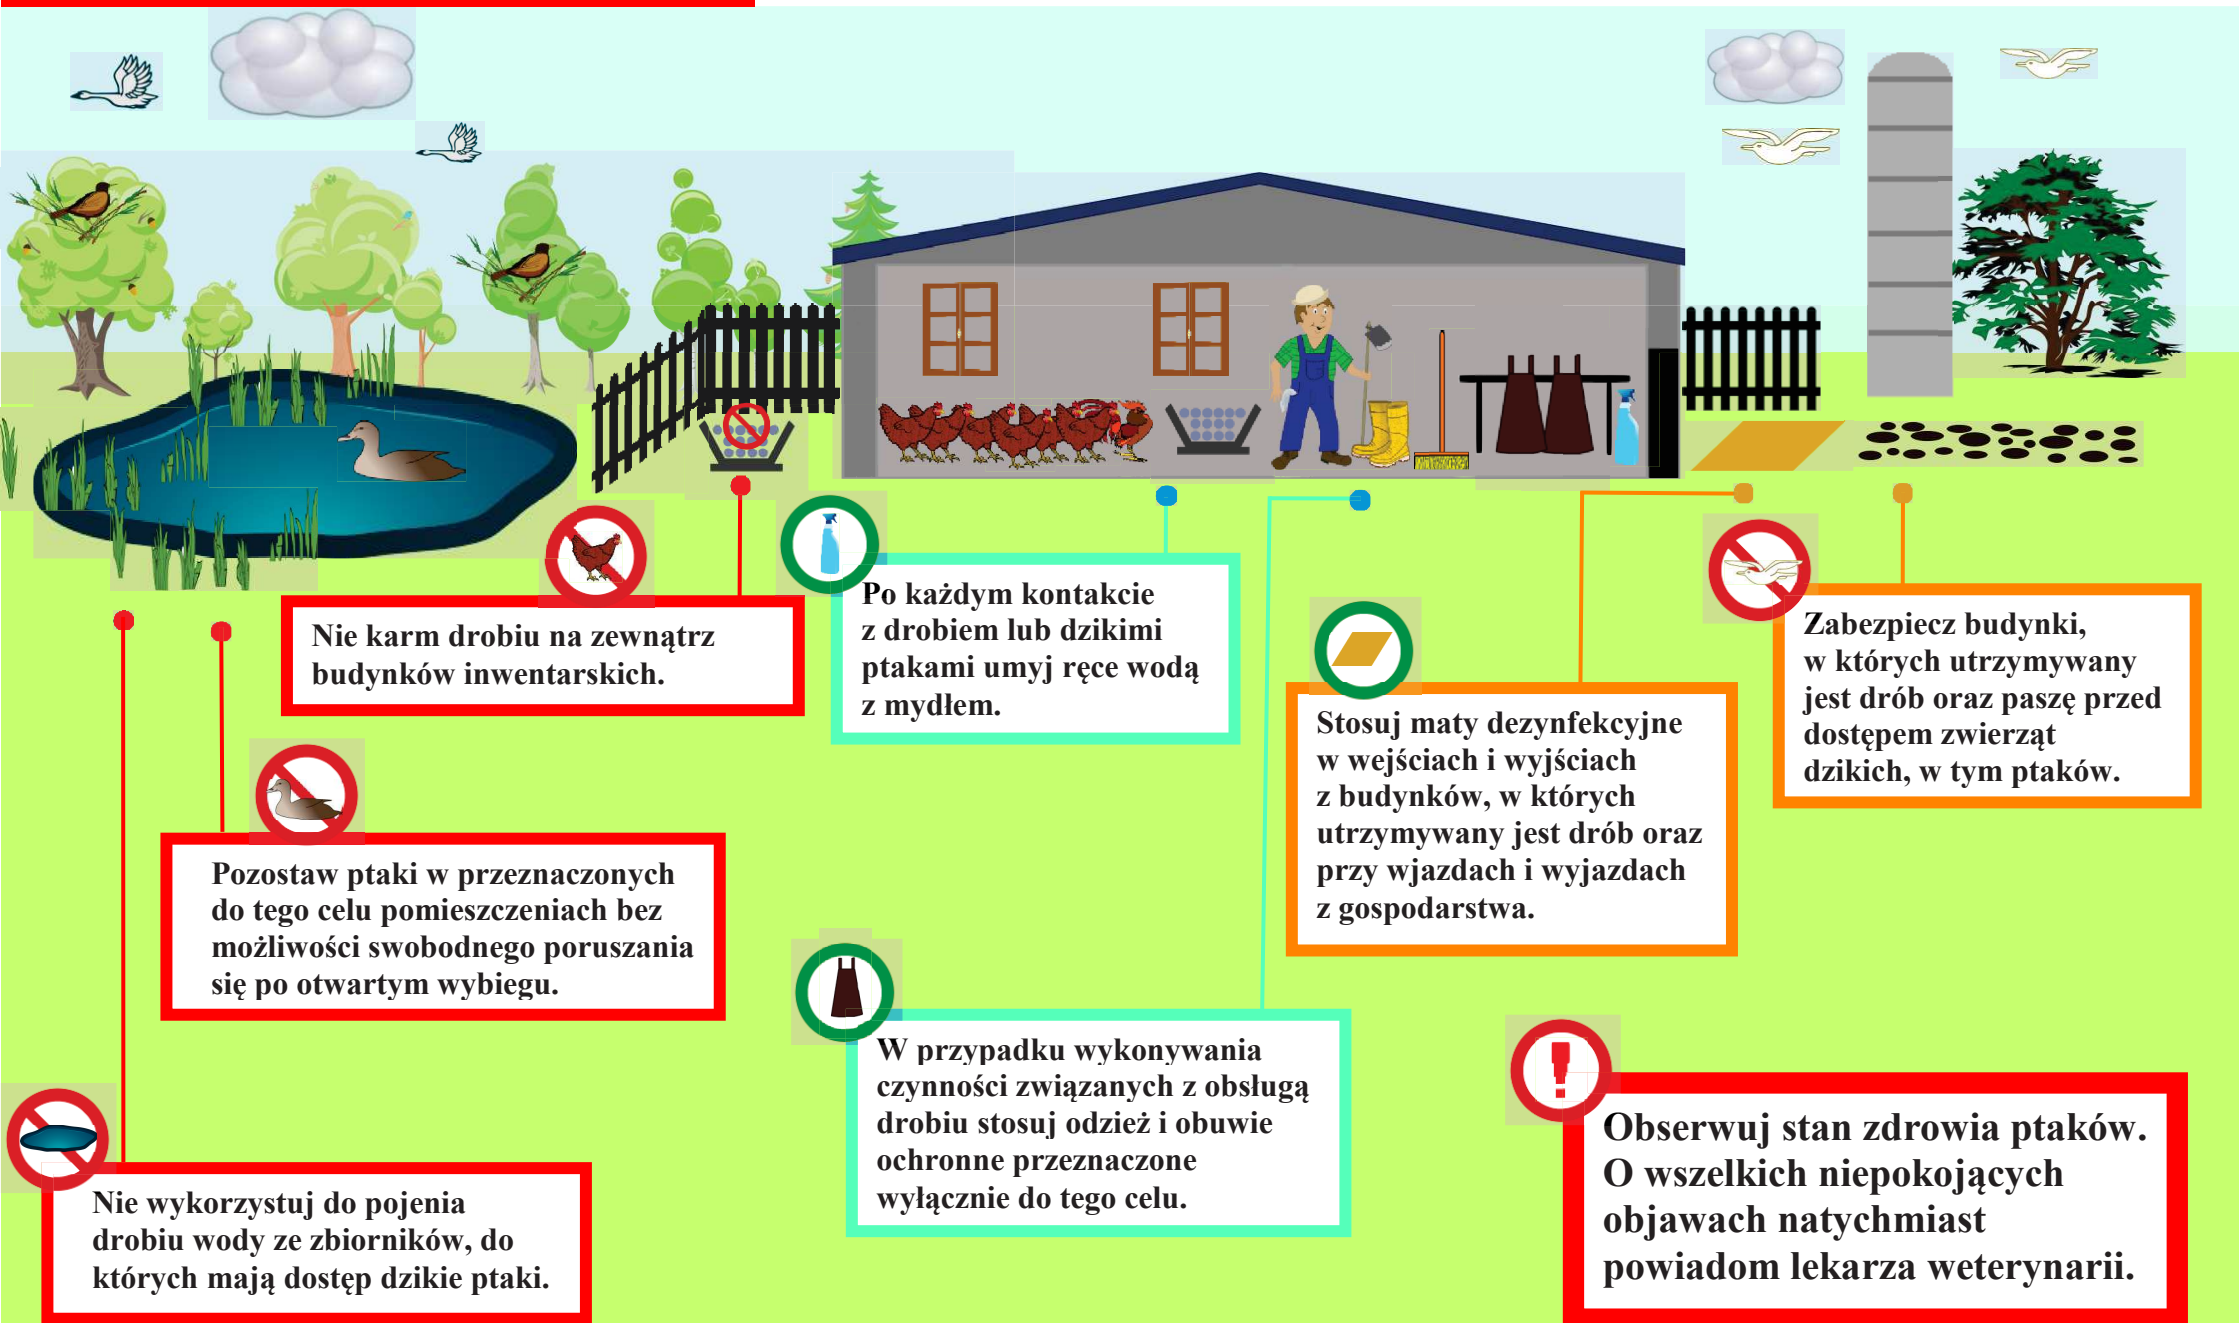 Nie karm drobiu na zewnątrz
budynków inwentarskich.
Po każdym kontakcie
z drobiem lub dzikimi
ptakami umyj ręce wodą
z mydłem.
Stosuj maty dezynfekcyjne
w wejściach i wyjściach
z budynków, w których
utrzymywany jest drób oraz
przy wjazdach i wyjazdach
z gospodarstwa.
Zabezpiecz budynki,
w których utrzymywany
jest drób oraz paszę przed
dostępem zwierząt
dzikich, w tym ptaków.
Pozostaw ptaki w przeznaczonych
do tego celu pomieszczeniach bez
możliwości swobodnego poruszania
się po otwartym wybiegu.
W przypadku wykonywania
czynności związanych z obsługą
drobiu stosuj odzież i obuwie
ochronne przeznaczone
wyłącznie do tego celu.
Nie wykorzystuj do pojenia
drobiu wody ze zbiorników, do
których mają dostęp dzikie ptaki.
Obserwuj stan zdrowia ptaków.
O wszelkich niepokojących
objawach natychmiast
powiadom lekarza weterynarii.